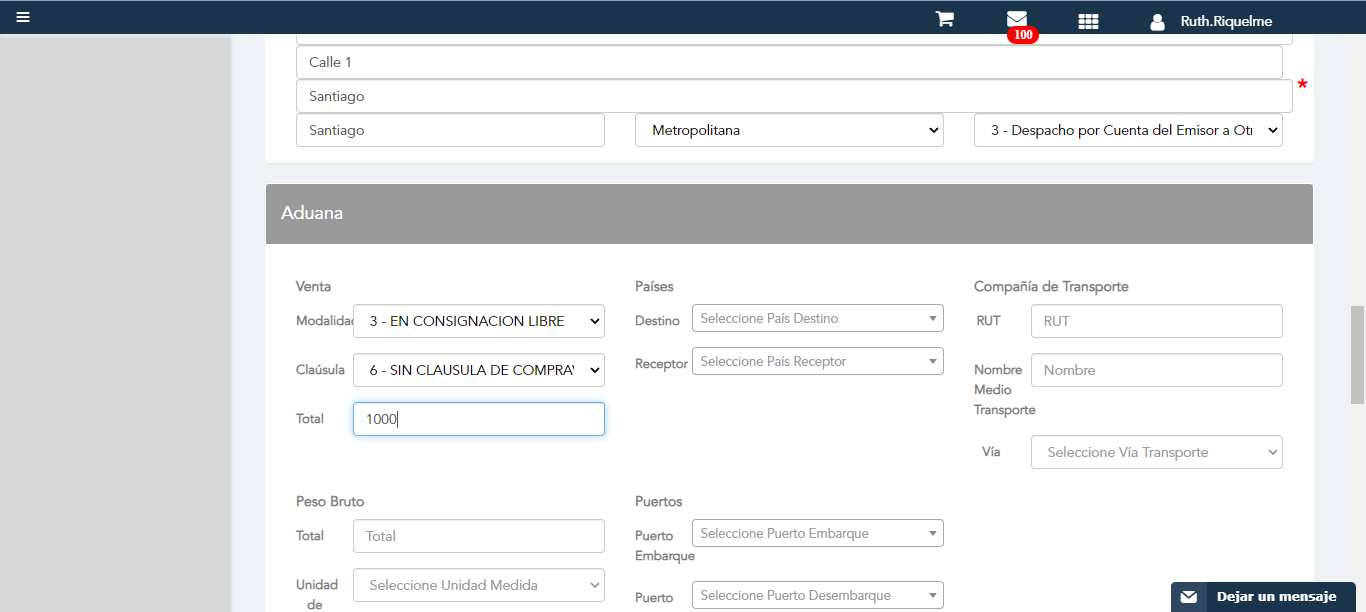 Ruth.Riquelme
100
Calle 1
Santiago
*
Santiago
Metropolitana
3 - Despacho por Cuenta del Emisor a Otr
Aduana
Venta
Países
Compañía de Transporte
Modalidad
3 - EN CONSIGNACION LIBRE
Destino
Seleccione País Destino
RUT
RUT
Claúsula
6 - SIN CLAUSULA DE COMPRAV
Receptor
Seleccione País Receptor
Nombre
Medio
Transporte
Nombre
Total
1000
Vía
Seleccione Vía Transporte
Peso Bruto
Puertos
Total
Total
Puerto
Embarque
Seleccione Puerto Embarque
Unidad
de
Seleccione Unidad Medida
Puerto
Seleccione Puerto Desembarque
Dejar un mensaje